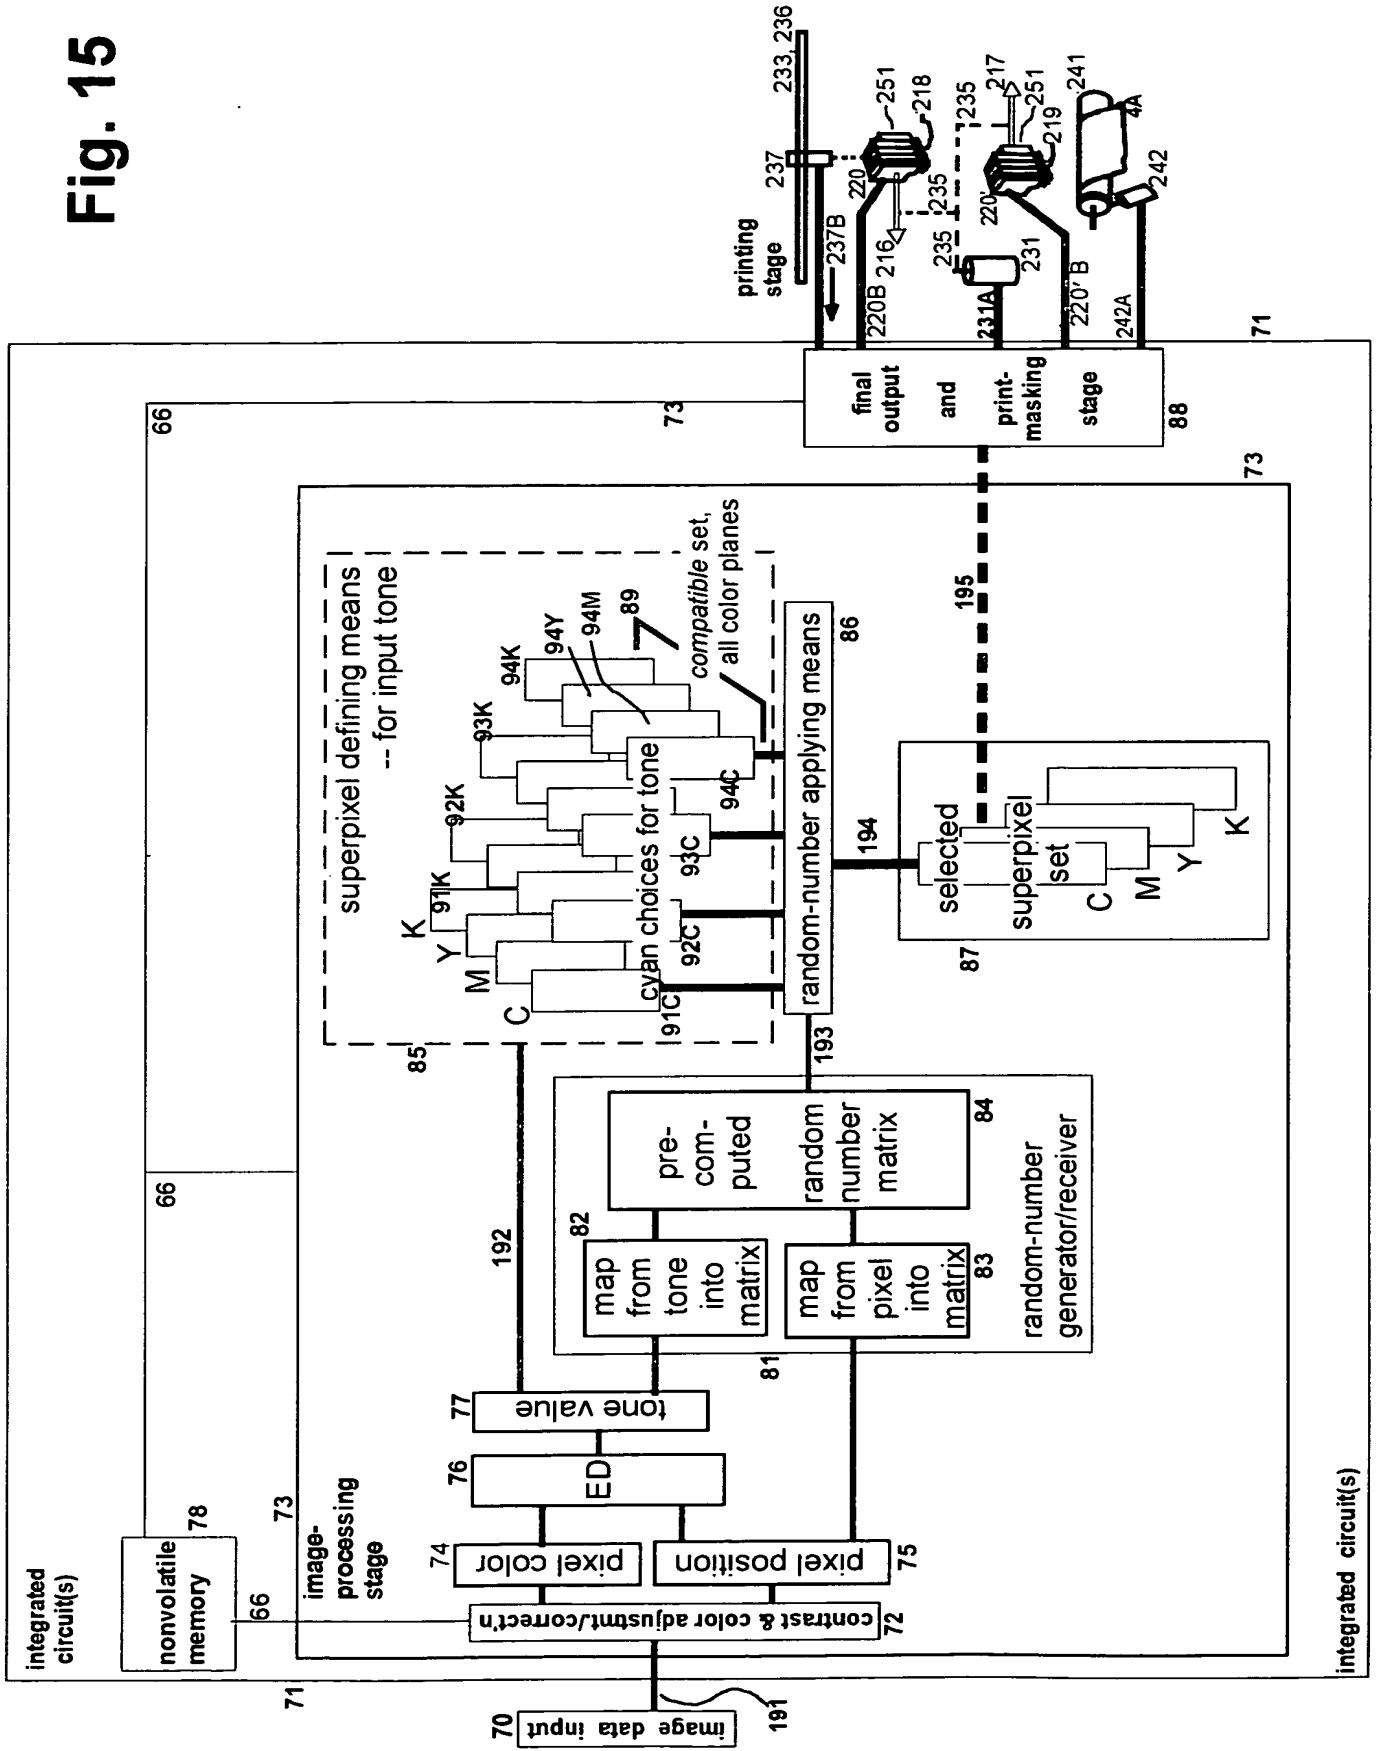 Fig. 15
integrated
circuit(s)
nonvolatile
memory
78
66
66
66
71
73
73
image-
processing
stage
70
image data input
191
72
contrast & color adjustmt./correct'n
74
pixel color
pixel position
75
76
ED
77
tone value
192
81
82
map
from
tone
into
matrix
map
from
pixel
into
matrix
83
pre-
com-
puted
random
number
matrix
84
random-number
generator/receiver
193
85
superpixel defining means
-- for input tone
C
M
Y
K
91K
92K
93K
94K
94Y
94M
89
cyan choices for tone
91C
92C
93C
94C
compatible set,
all color planes
random-number applying means
86
194
87
selected
superpixel
set
C
M
Y
K
195
73
final
output
and
print-
masking
stage
88
71
integrated circuit(s)
printing
stage
233, 236
237
237B
220
251
218
216
220B
235
235
235
217
251
219
220'
231
231A
220' B
241
4A
242
242A